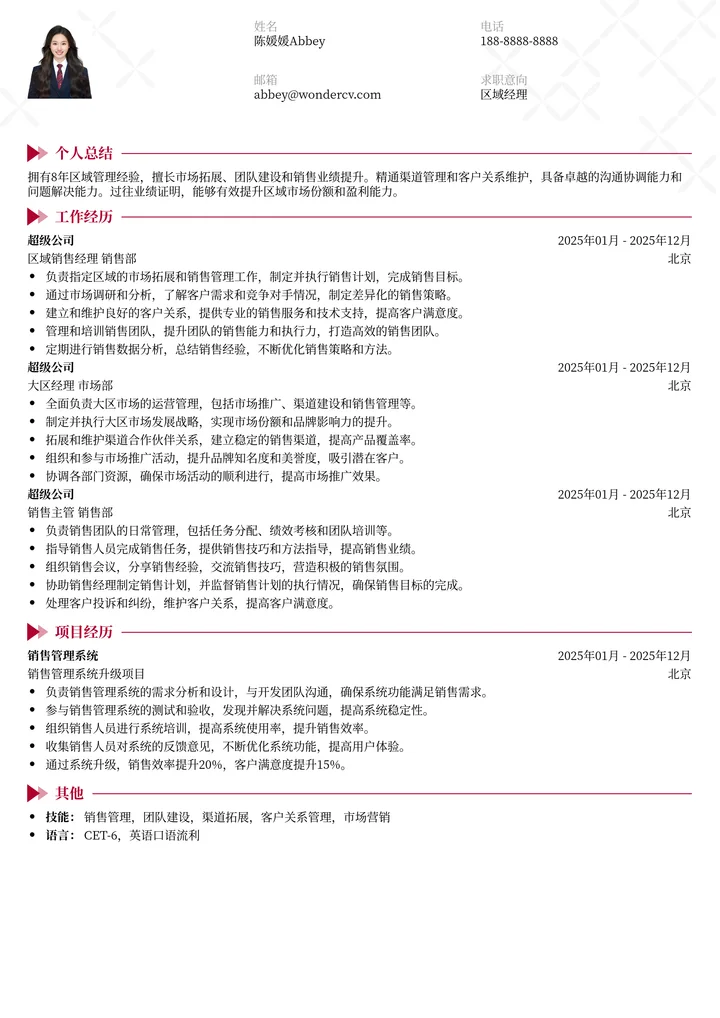 姓名
陈媛媛Abbey
电话
188-8888-8888
邮箱
abbey@wondercv.com
求职意向
区域经理
个人总结
拥有8年区域管理经验，擅长市场拓展、团队建设和销售业绩提升。精通渠道管理和客户关系维护，具备卓越的沟通协调能力和
问题解决能力。过往业绩证明，能够有效提升区域市场份额和盈利能力。
工作经历
超级公司 2025年01月 - 2025年12月
区域销售经理 销售部 北京
• 负责指定区域的市场拓展和销售管理工作，制定并执行销售计划，完成销售目标。
• 通过市场调研和分析，了解客户需求和竞争对手情况，制定差异化的销售策略。
• 建立和维护良好的客户关系，提供专业的销售服务和技术支持，提高客户满意度。
• 管理和培训销售团队，提升团队的销售能力和执行力，打造高效的销售团队。
• 定期进行销售数据分析，总结销售经验，不断优化销售策略和方法。
超级公司 2025年01月 - 2025年12月
大区经理 市场部 北京
• 全面负责大区市场的运营管理，包括市场推广、渠道建设和销售管理等。
• 制定并执行大区市场发展战略，实现市场份额和品牌影响力的提升。
• 拓展和维护渠道合作伙伴关系，建立稳定的销售渠道，提高产品覆盖率。
• 组织和参与市场推广活动，提升品牌知名度和美誉度，吸引潜在客户。
• 协调各部门资源，确保市场活动的顺利进行，提高市场推广效果。
超级公司 2025年01月 - 2025年12月
销售主管 销售部 北京
• 负责销售团队的日常管理，包括任务分配、绩效考核和团队培训等。
• 指导销售人员完成销售任务，提供销售技巧和方法指导，提高销售业绩。
• 组织销售会议，分享销售经验，交流销售技巧，营造积极的销售氛围。
• 协助销售经理制定销售计划，并监督销售计划的执行情况，确保销售目标的完成。
• 处理客户投诉和纠纷，维护客户关系，提高客户满意度。
项目经历
销售管理系统 2025年01月 - 2025年12月
销售管理系统升级项目 北京
• 负责销售管理系统的需求分析和设计，与开发团队沟通，确保系统功能满足销售需求。
• 参与销售管理系统的测试和验收，发现并解决系统问题，提高系统稳定性。
• 组织销售人员进行系统培训，提高系统使用率，提升销售效率。
• 收集销售人员对系统的反馈意见，不断优化系统功能，提高用户体验。
• 通过系统升级，销售效率提升20%，客户满意度提升15%。
其他
• 技能： 销售管理，团队建设，渠道拓展，客户关系管理，市场营销
• 语言： CET-6，英语口语流利